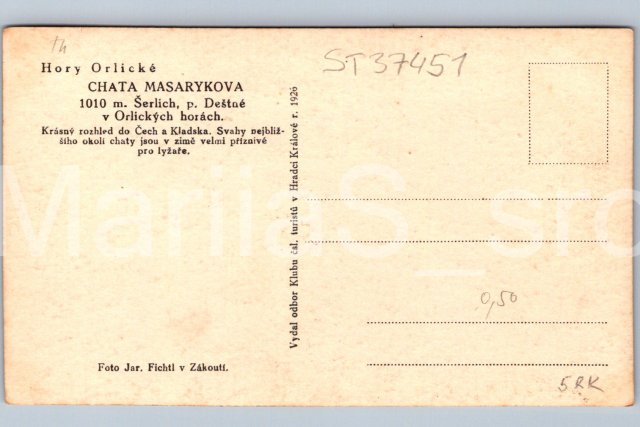 Hory Orlické
CHATA MASARYKOVA
1010 m. Šerlich, p. Deštné
v Orlických horách.
Krásný rozhled do Čech a Kladska. Svahy nejbliž-
šího okolí chaty jsou v zimě velmi příznivé
pro lyžaře.
Foto Jar. Fichtl v Zákoutí.
Vydal odbor Klubu čsl. turistů v Hradci Králové r. 1926
ST37451
0,50
5RK
MarijaS_src